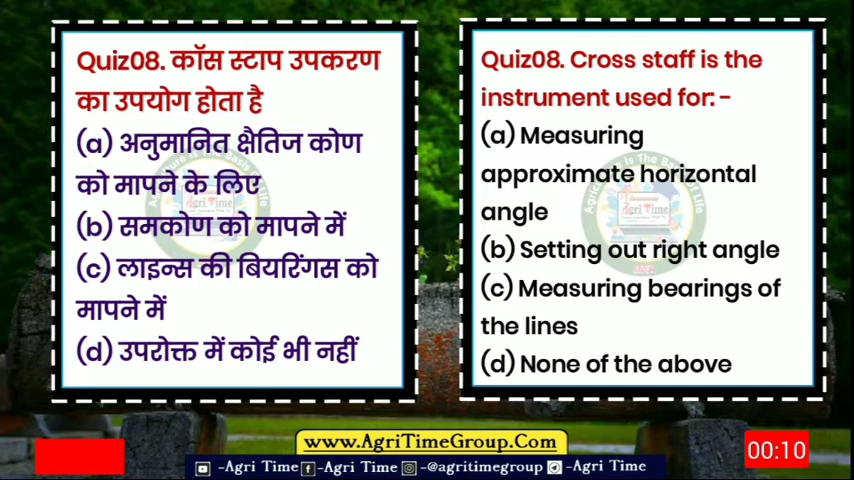 Quiz08. कॉस स्टाप उपकरण
का उपयोग होता है
(a) अनुमानित क्षैतिज कोण
को मापने के लिए
(b) समकोण को मापने में
(c) लाइन्स की बियरिंगस को
मापने में
(d) उपरोक्त में कोई भी नहीं
Quiz08. Cross staff is the
instrument used for: -
(a) Measuring
approximate horizontal
angle
(b) Setting out right angle
(c) Measuring bearings of
the lines
(d) None of the above
www.AgriTimeGroup.Com
-Agri Time -Agri Time -@agritimegroup -Agri Time
00:10